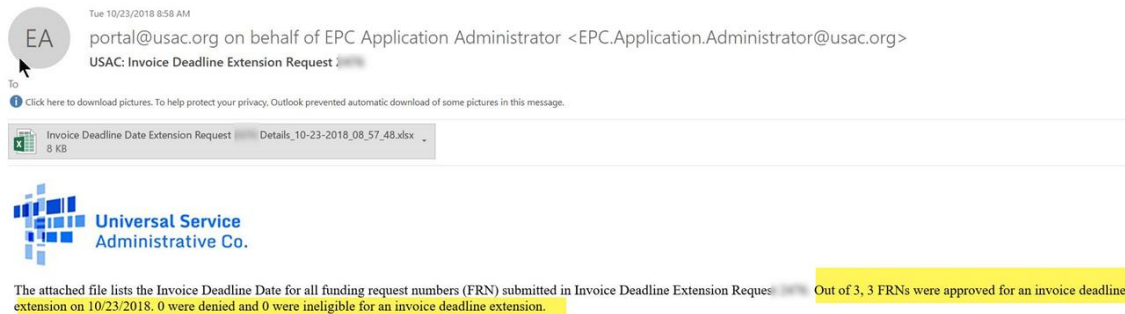 Tue 10/23/2018 8:58 AM
EA
portal@usac.org on behalf of EPC Application Administrator <EPC.Application.Administrator@usac.org>
USAC: Invoice Deadline Extension Request
To
Click here to download pictures. To help protect your privacy, Outlook prevented automatic download of some pictures in this message.
Invoice Deadline Date Extension Request Details_10-23-2018_08_57_48.xlsx
8 KB
Universal Service
Administrative Co.
The attached file lists the Invoice Deadline Date for all funding request numbers (FRN) submitted in Invoice Deadline Extension Reques Out of 3, 3 FRNs were approved for an invoice deadline
extension on 10/23/2018. 0 were denied and 0 were ineligible for an invoice deadline extension.